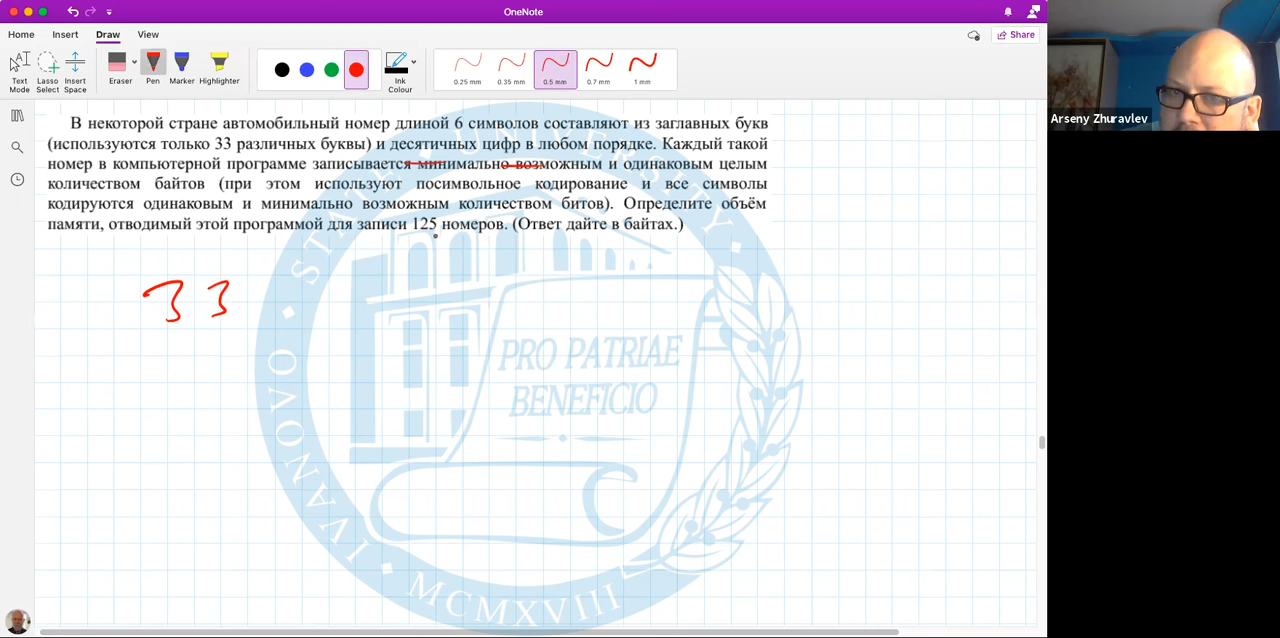 OneNote
Home Insert Draw View
Share
Text Mode
Lasso Select
Insert Space
Eraser
Pen
Marker
Highlighter
Ink Colour
0.25 mm
0.35 mm
0.5 mm
0.7 mm
1 mm
Arseny Zhuravlev
В некоторой стране автомобильный номер длиной 6 символов составляют из заглавных букв
(используются только 33 различных буквы) и десятичных цифр в любом порядке. Каждый такой
номер в компьютерной программе записывается минимально возможным и одинаковым целым
количеством байтов (при этом используют посимвольное кодирование и все символы
кодируются одинаковым и минимально возможным количеством битов). Определите объём
памяти, отводимый этой программой для записи 125 номеров. (Ответ дайте в байтах.)
33
IVANOVO STATE UNIVERSITY
PRO PATRIAE
BENEFICIO
MCMXVIII